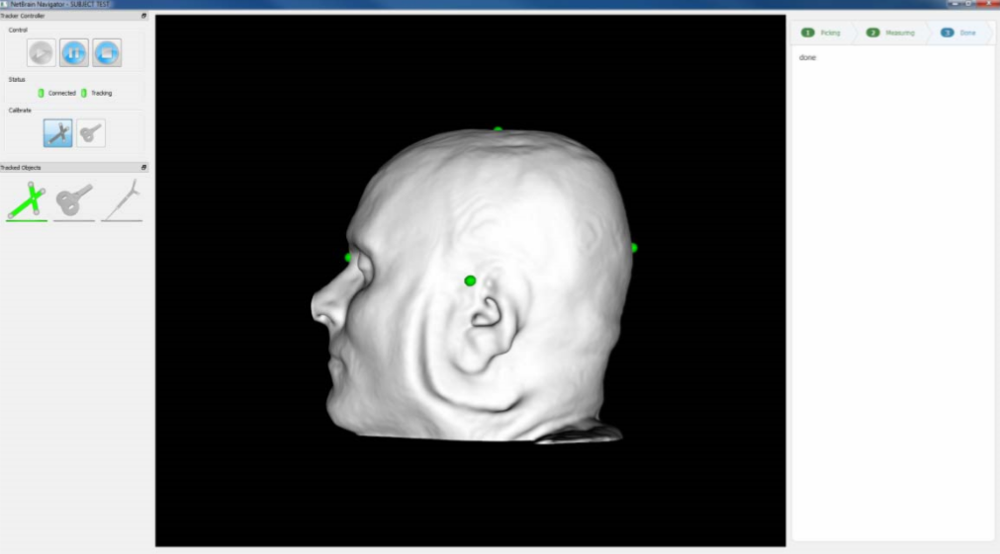 NetBrain Navigator - SUBJECT TEST
Tracker Controller
Control
Status
Connected Tracking
Calibrate
Tracked Objects
1 Picking 2 Measuring 3 Done
done